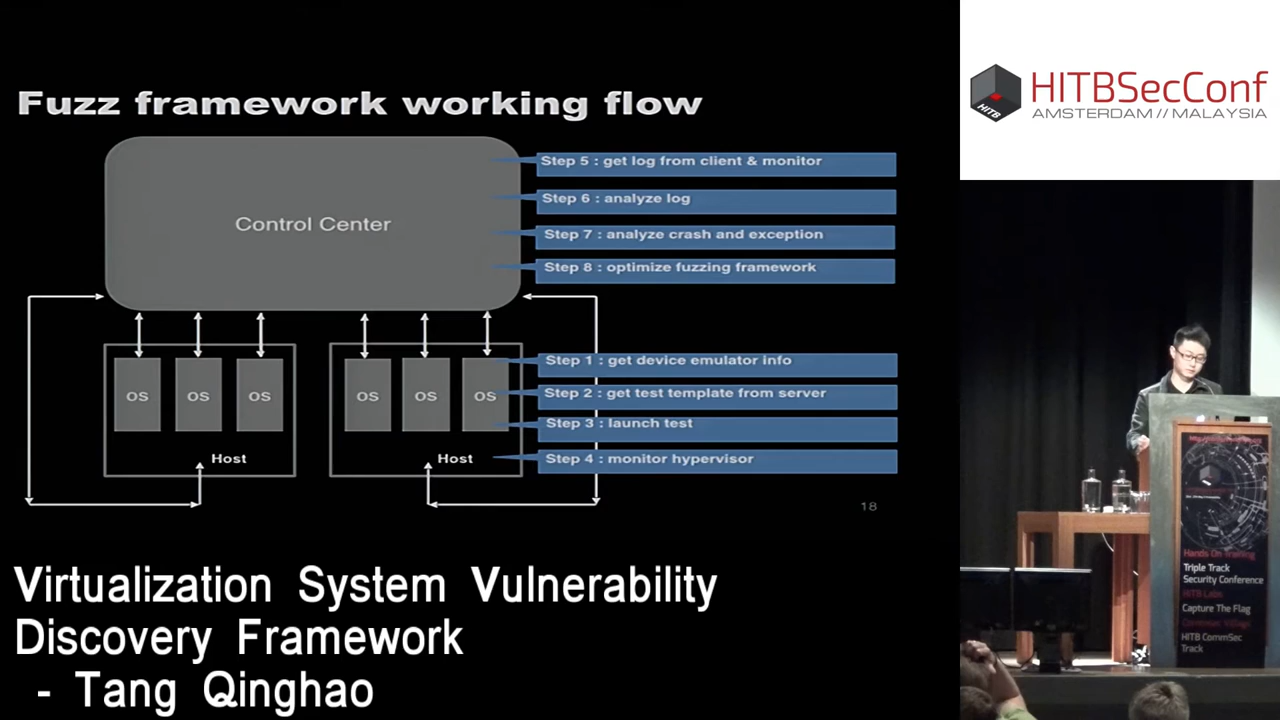 Fuzz framework working flow
Control Center
Step 5 : get log from client & monitor
Step 6 : analyze log
Step 7 : analyze crash and exception
Step 8 : optimize fuzzing framework
OS
OS
OS
Host
OS
OS
OS
Host
Step 1 : get device emulator info
Step 2 : get test template from server
Step 3 : launch test
Step 4 : monitor hypervisor
18
Virtualization System Vulnerability
Discovery Framework
- Tang Qinghao
HITB
HITBSecConf
AMSTERDAM // MALAYSIA
Hands On Training
Triple Track
Security Conference
HITB Labs
Capture The Flag
CommSec Village
HITB CommSec
Track